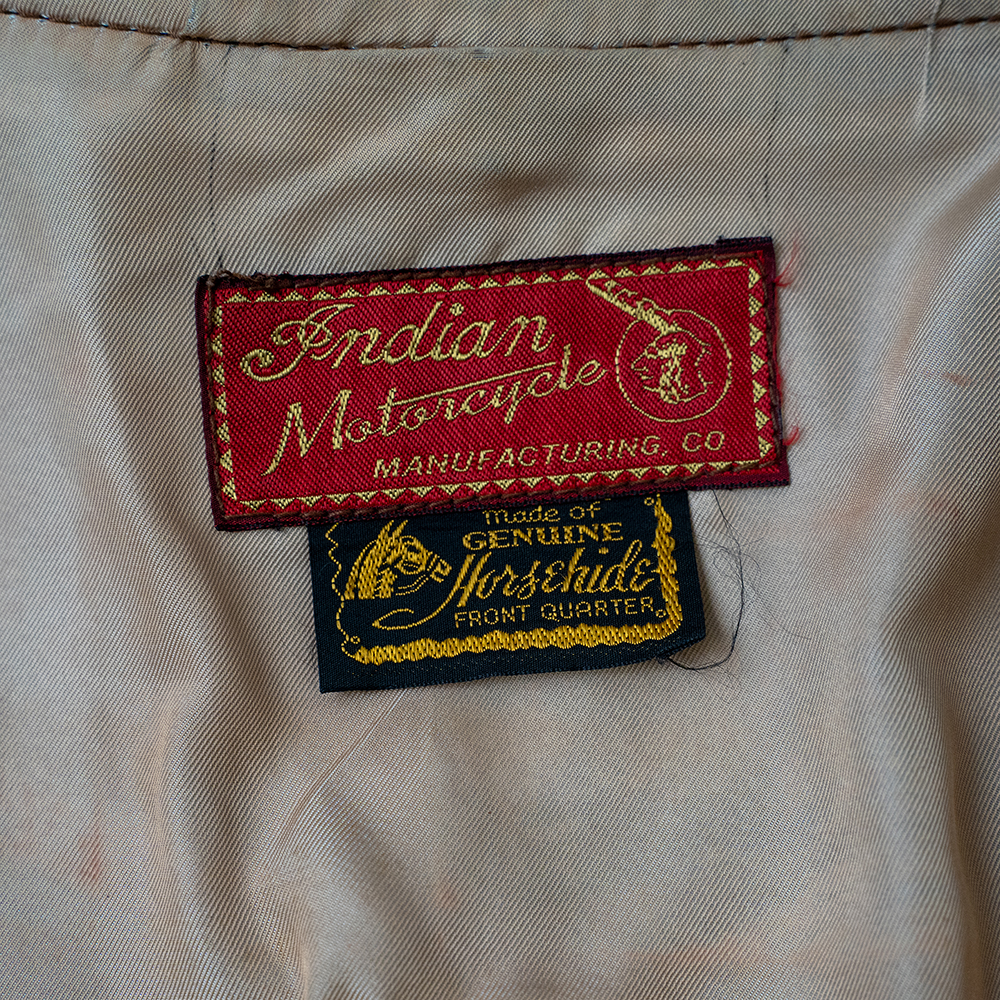 Indian
Motorcycle
MANUFACTURING, CO
Made of
GENUINE
Horsehide
FRONT QUARTER